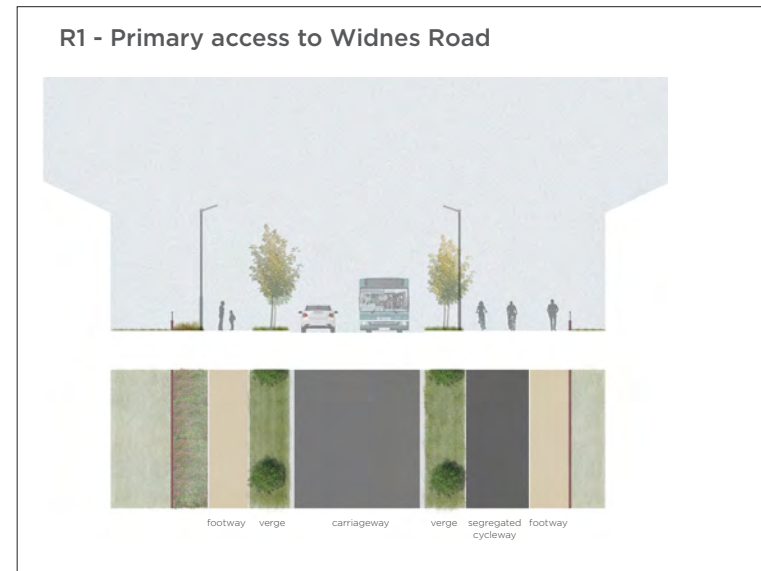 R1 - Primary access to Widnes Road
footway verge carriageway verge segregated cycleway footway